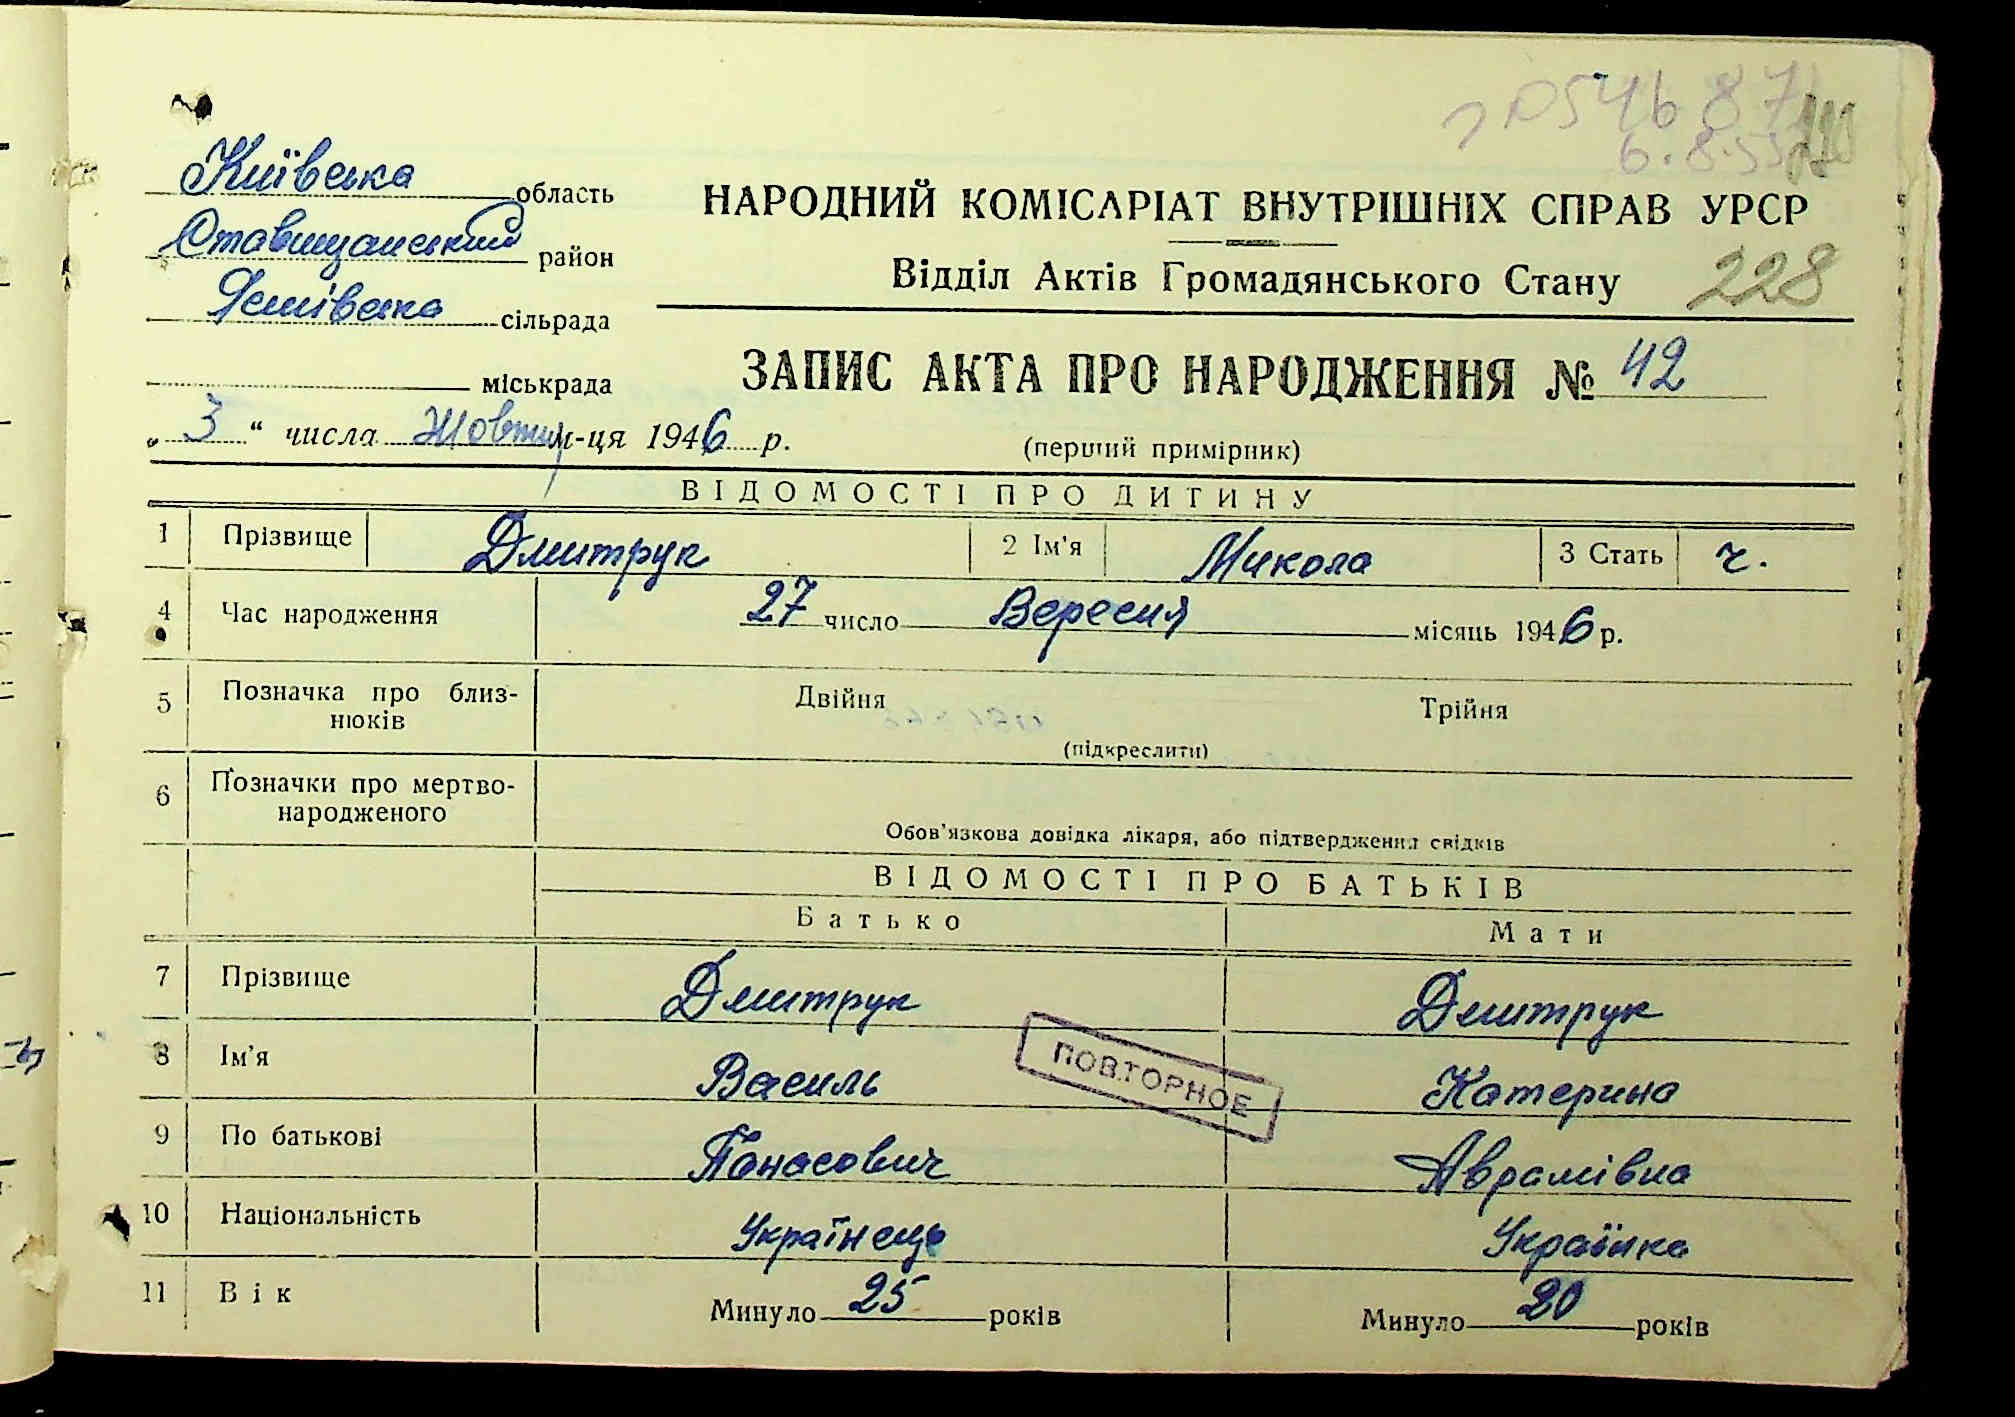 Київська область
Ставищанський район
сільрада
міськрада
„ 3 “ числа Жовтня м-ця 1946 р.
6.8.55
НАРОДНИЙ КОМІСАРІАТ ВНУТРІШНІХ СПРАВ УРСР
Відділ Актів Громадянського Стану
228
ЗАПИС АКТА ПРО НАРОДЖЕННЯ № 42
(перший примірник)
ВІДОМОСТІ ПРО ДИТИНУ
1 Прізвище Дмитрук 2 Ім'я Микола 3 Стать ч.
4 Час народження 27 число Вересня місяць 1946 р.
5 Позначка про близ- Двійня Трійня
нюків
(підкреслити)
6 Позначки про мертво-
народженого
Обов'язкова довідка лікаря, або підтвердження свідків
ВІДОМОСТІ ПРО БАТЬКІВ
Батько Мати
7 Прізвище Дмитрук Дмитрук
8 Ім'я Василь Катерина
ПОВТОРНОЕ
9 По батькові Панасович Аврамівна
10 Національність Українець Українка
11 Вік Минуло 25 років Минуло 20 років